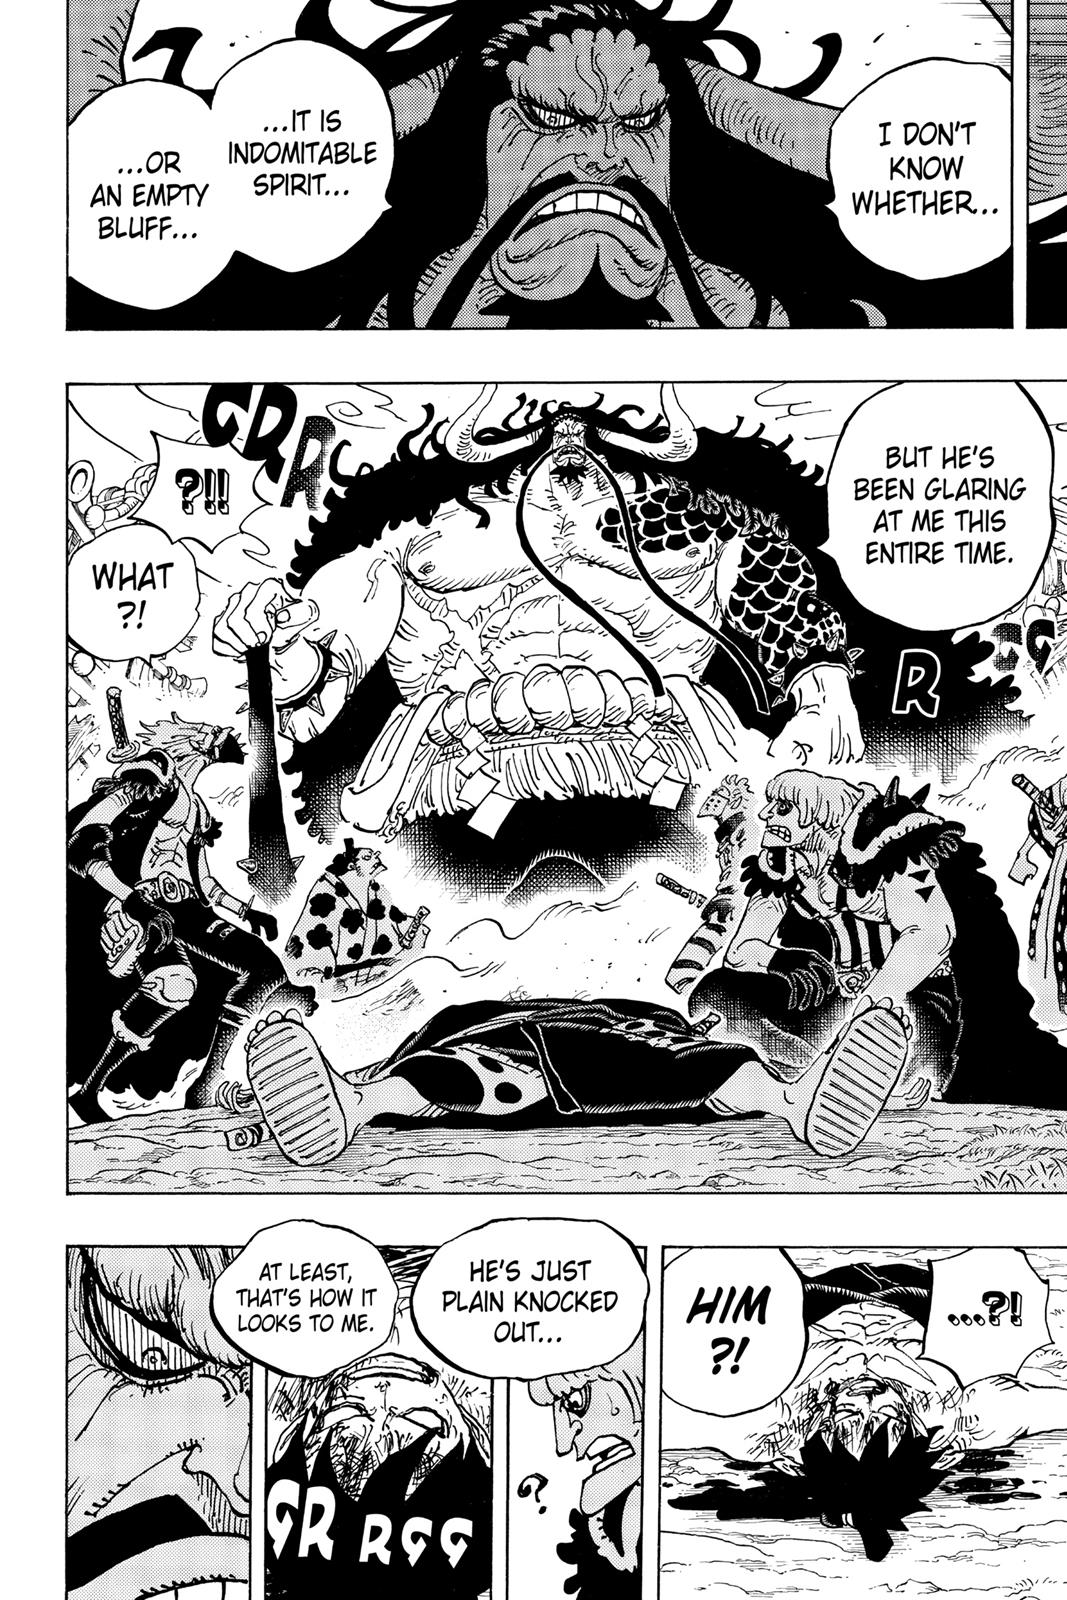 I DON'T
KNOW
WHETHER...
...IT IS
INDOMITABLE
SPIRIT...
...OR
AN EMPTY
BLUFF...
BUT HE'S
BEEN GLARING
AT ME THIS
ENTIRE TIME.
GRR
R
GG
?!!
WHAT
?!
...?!
HIM
?!
HE'S JUST
PLAIN KNOCKED
OUT...
?
AT LEAST,
THAT'S HOW IT
LOOKS TO ME.
GR RGG